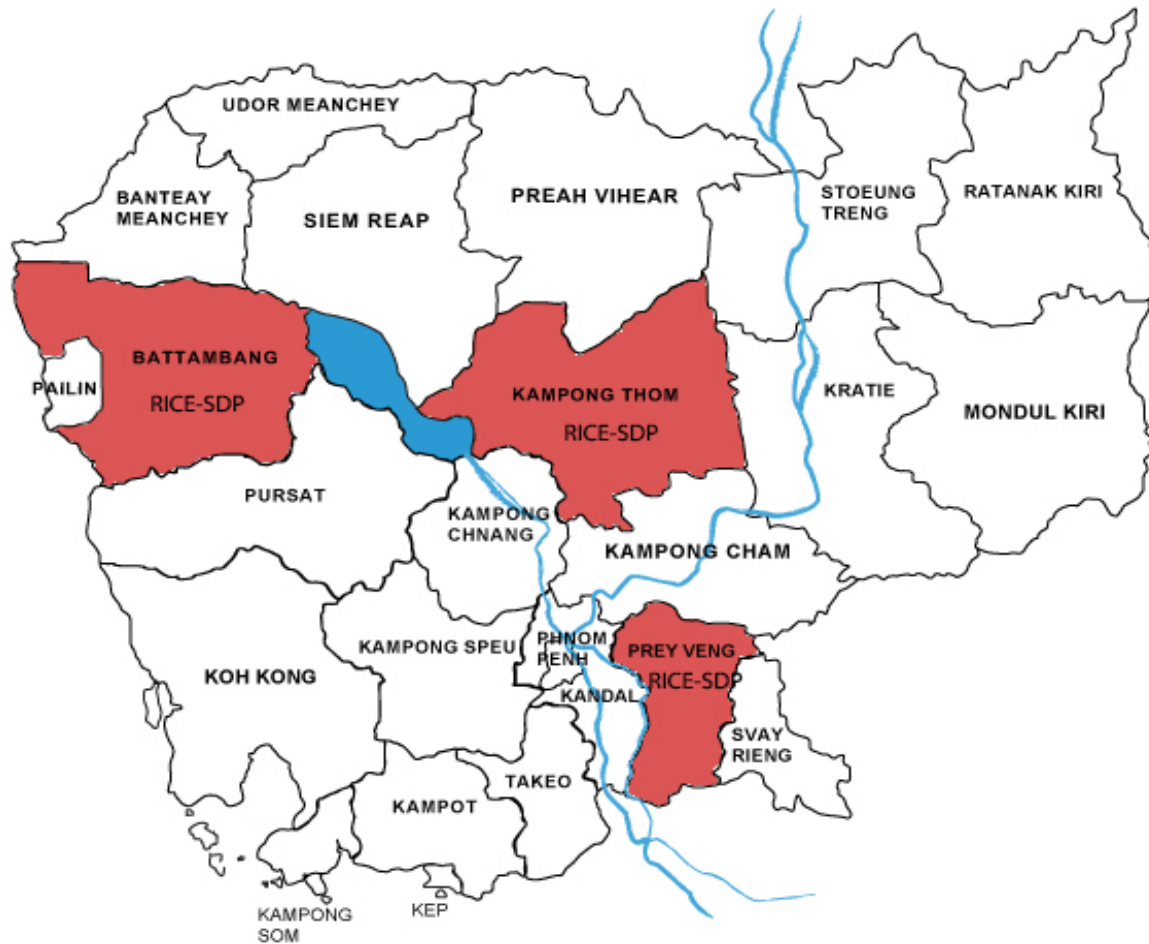 UDOR MEANCHEY
BANTEAY
MEANCHEY
SIEM REAP
PREAH VIHEAR
STOEUNG
TRENG
RATANAK KIRI
BATTAMBANG
RICE-SDP
PAILIN
KAMPONG THOM
RICE-SDP
KRATIE
MONDUL KIRI
PURSAT
KAMPONG
CHNANG
KAMPONG CHAM
KOH KONG
KAMPONG SPEU
PHNOM
PENH
PREY VENG
RICE-SDP
KANDAL
SVAY
RIENG
TAKEO
KAMPOT
KEP
KAMPONG
SOM